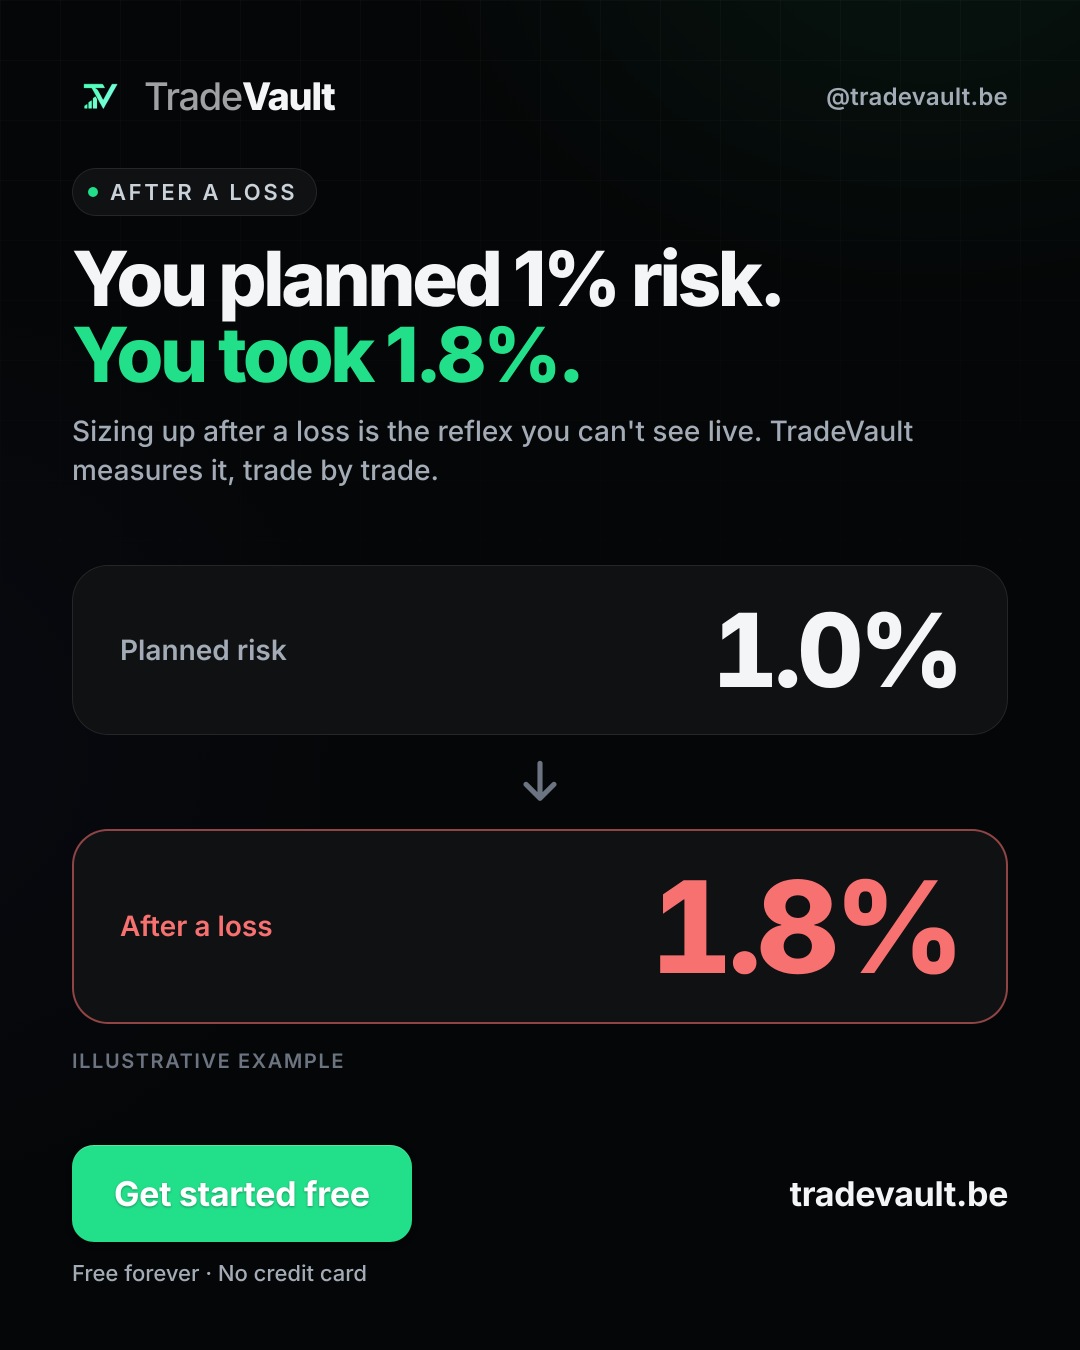 TradeVault
@tradevault.be
AFTER A LOSS
You planned 1% risk.
You took 1.8%.
Sizing up after a loss is the reflex you can't see live. TradeVault
measures it, trade by trade.
Planned risk
1.0%
After a loss
1.8%
ILLUSTRATIVE EXAMPLE
Get started free
tradevault.be
Free forever · No credit card